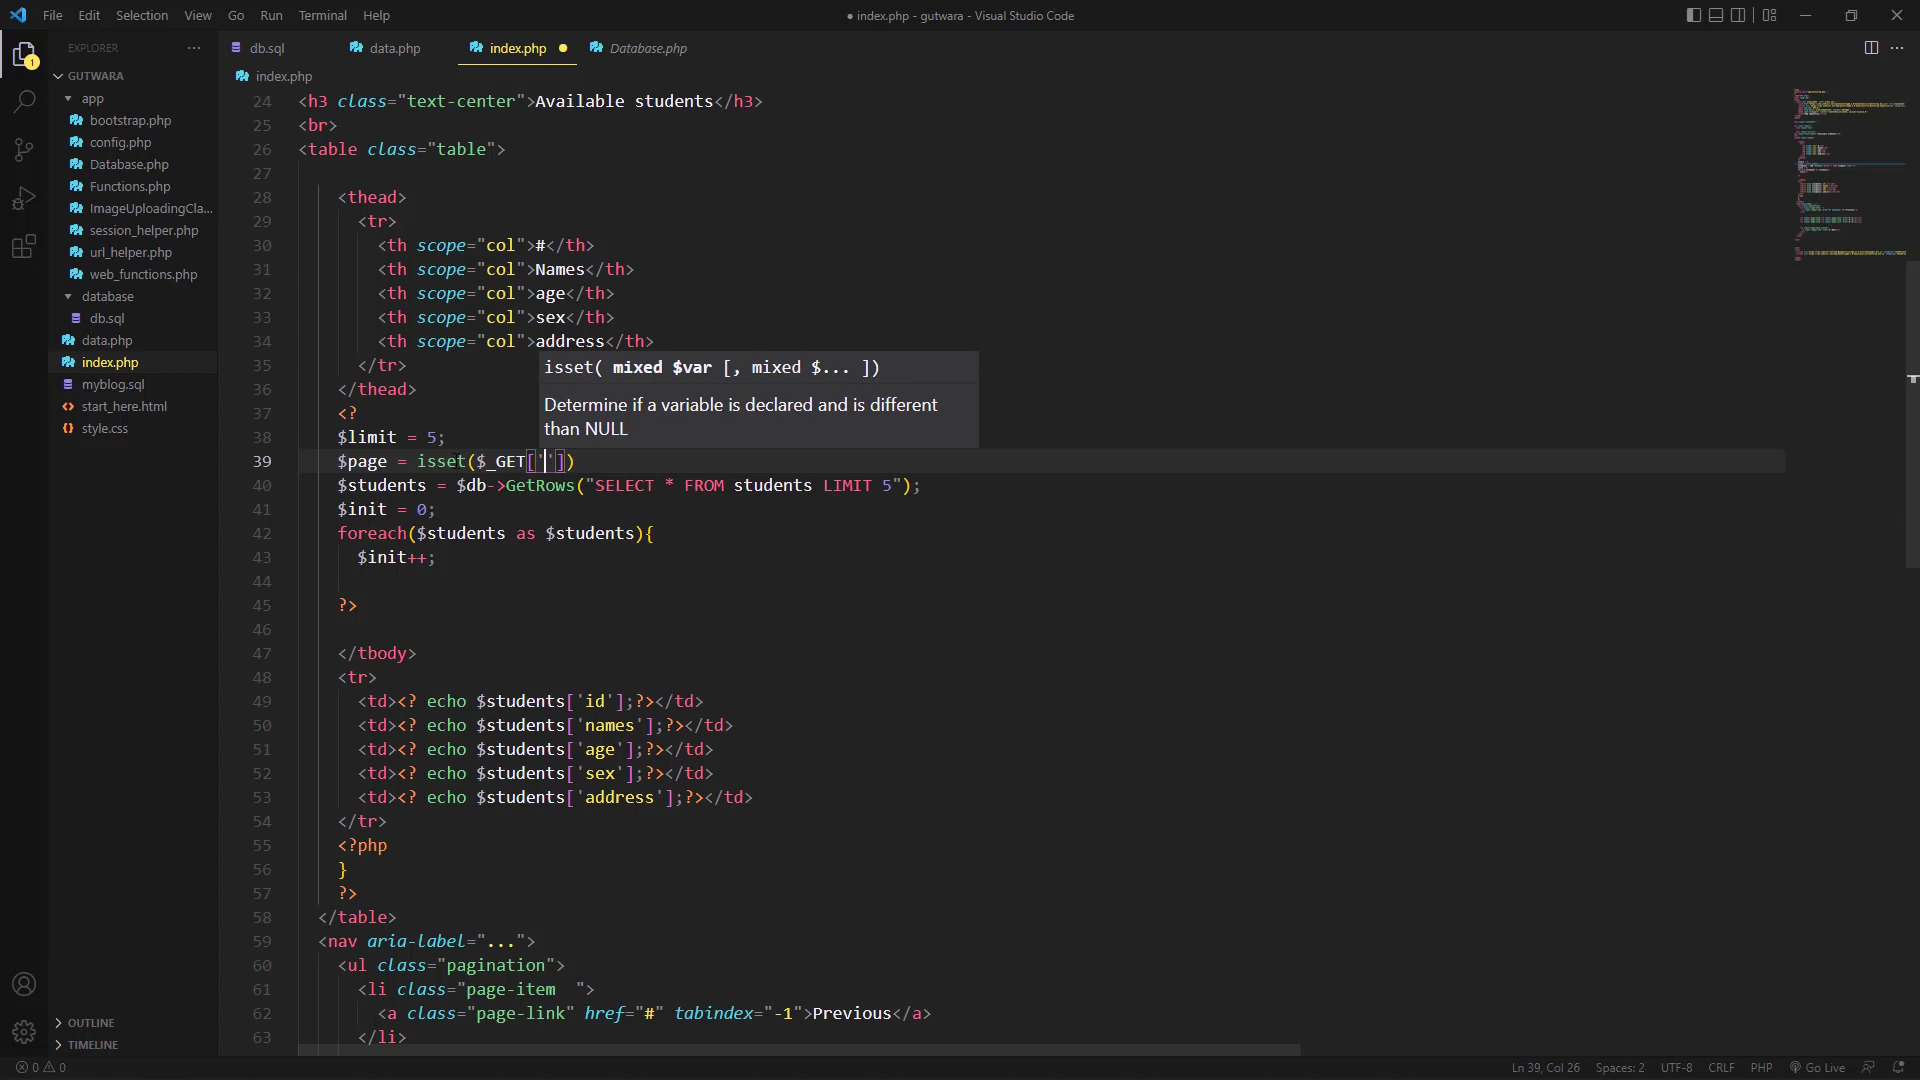 File Edit Selection View Go Run Terminal Help
● index.php - gutwara - Visual Studio Code
EXPLORER ...
GUTWARA
app
bootstrap.php
config.php
Database.php
Functions.php
ImageUploadingCla...
session_helper.php
url_helper.php
web_functions.php
database
db.sql
data.php
index.php
myblog.sql
start_here.html
style.css
OUTLINE
TIMELINE
1
db.sql data.php index.php Database.php
index.php
24 <h3 class="text-center">Available students</h3>
25 <br>
26 <table class="table">
27
28 <thead>
29 <tr>
30 <th scope="col">#</th>
31 <th scope="col">Names</th>
32 <th scope="col">age</th>
33 <th scope="col">sex</th>
34 <th scope="col">address</th>
35 </tr>
36 </thead>
37 <?
38 $limit = 5;
39 $page = isset($_GET[''])
40 $students = $db->GetRows("SELECT * FROM students LIMIT 5");
41 $init = 0;
42 foreach($students as $students){
43 $init++;
44
45 ?>
46
47 </tbody>
48 <tr>
49 <td><? echo $students['id'];?></td>
50 <td><? echo $students['names'];?></td>
51 <td><? echo $students['age'];?></td>
52 <td><? echo $students['sex'];?></td>
53 <td><? echo $students['address'];?></td>
54 </tr>
55 <?php
56 }
57 ?>
58 </table>
59 <nav aria-label="...">
60 <ul class="pagination">
61 <li class="page-item  ">
62 <a class="page-link" href="#" tabindex="-1">Previous</a>
63 </li>
isset( mixed $var [, mixed $... ])
Determine if a variable is declared and is different
than NULL
0 0
Ln 39, Col 26 Spaces: 2 UTF-8 CRLF PHP Go Live